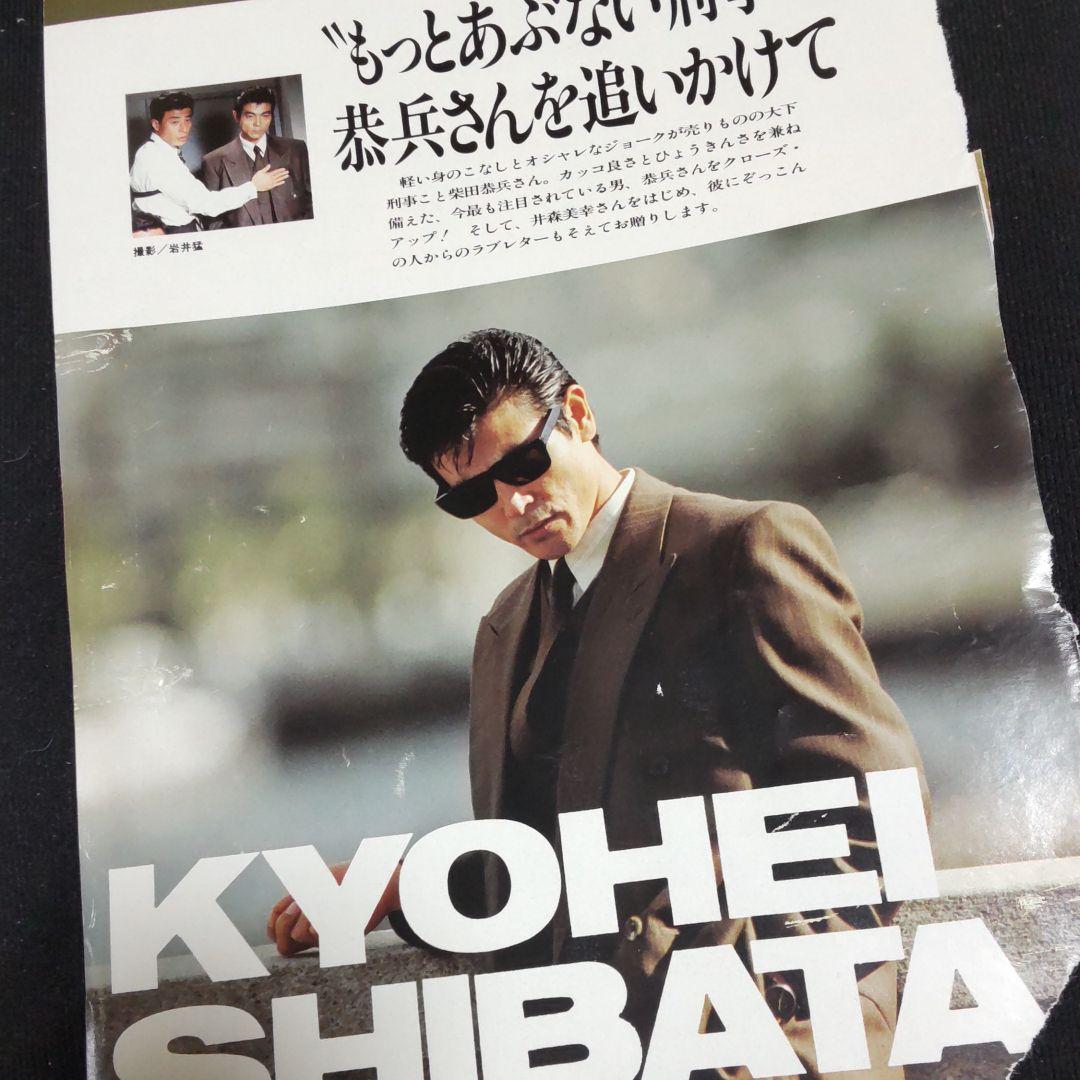 〝もっとあぶない刑事
恭兵さんを追いかけて
軽い身のこなしとオシャレなジョークが売りものの大下
刑事こと柴田恭兵さん。カッコ良さとひょうきんさを兼ね
備えた、今最も注目されている男、恭兵さんをクローズ・
アップ! そして、井森美幸さんをはじめ、彼にぞっこん
の人からのラブレターもそえてお贈りします。
撮影/岩井猛
KYOHEI
SHIBATA